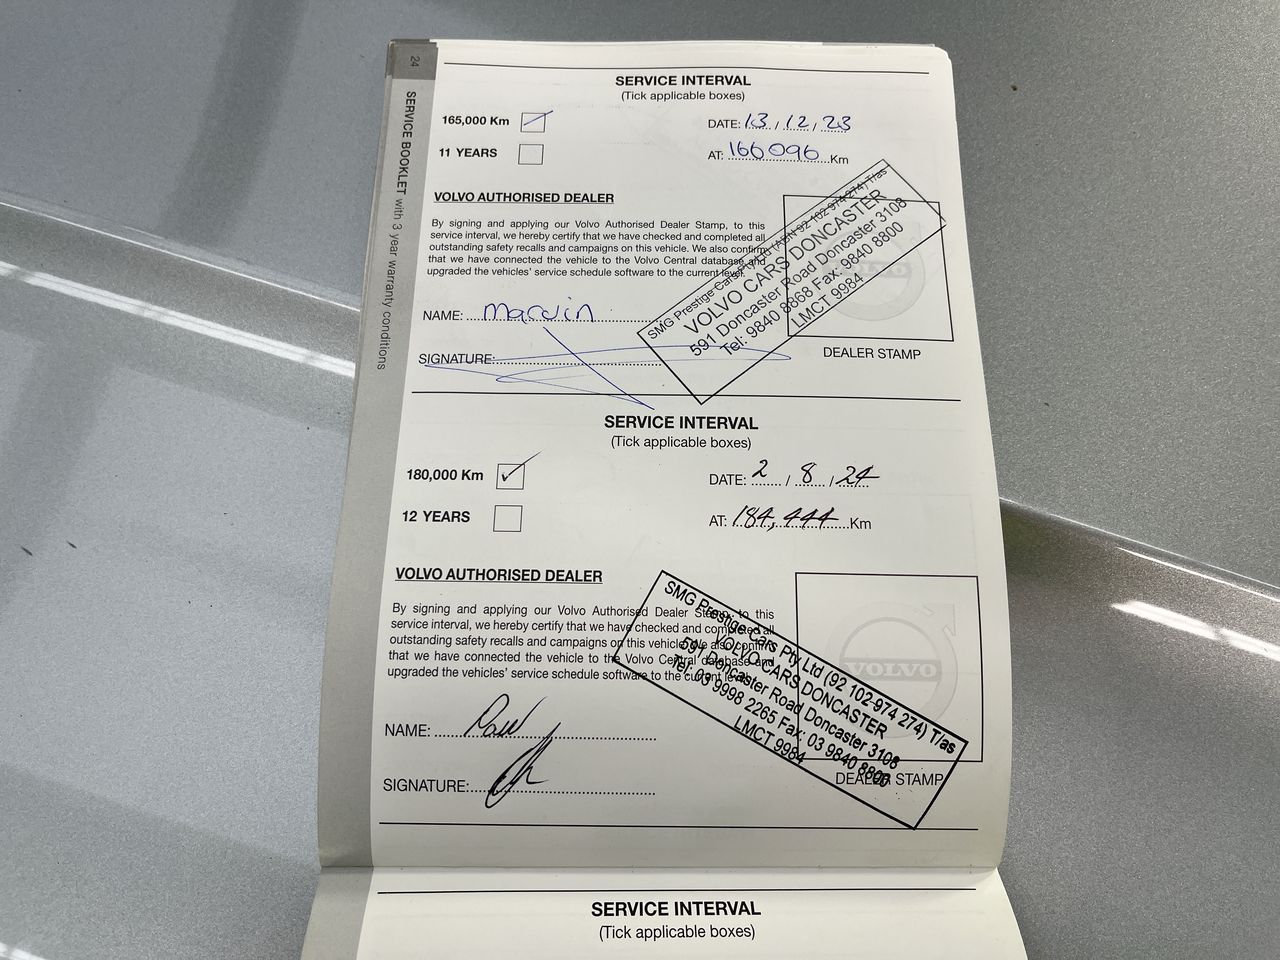 24
SERVICE BOOKLET with 3 year warranty conditions
SERVICE INTERVAL
(Tick applicable boxes)
165,000 Km
DATE: 13 / 12 / 23
11 YEARS
AT: 166096 Km
VOLVO AUTHORISED DEALER
By signing and applying our Volvo Authorised Dealer Stamp, to this
service interval, we hereby certify that we have checked and completed all
outstanding safety recalls and campaigns on this vehicle. We also confirm
that we have connected the vehicle to the Volvo Central database and
upgraded the vehicles' service schedule software to the current level.
SMG Prestige Cars Pty Ltd (ABN 92 102 974 274) T/as
VOLVO CARS DONCASTER
591 Doncaster Road Doncaster 3108
Tel: 9840 8868 Fax: 9840 8800
LMCT 9984
NAME:
SIGNATURE:
DEALER STAMP
SERVICE INTERVAL
(Tick applicable boxes)
180,000 Km
DATE: 2 / 8 / 24
12 YEARS
AT: 184,444 Km
VOLVO AUTHORISED DEALER
By signing and applying our Volvo Authorised Dealer Stamp, to this
service interval, we hereby certify that we have checked and completed all
outstanding safety recalls and campaigns on this vehicle. We also confirm
that we have connected the vehicle to the Volvo Central database and
upgraded the vehicles' service schedule software to the current level.
SMG Prestige Cars Pty Ltd (92 102-974 274) T/as
VOLVO CARS DONCASTER
591 Doncaster Road Doncaster 3108
Tel: 03 9998 2265 Fax: 03 9840 8800
LMCT 9984
VOLVO
NAME:
SIGNATURE:
DEALER STAMP
SERVICE INTERVAL
(Tick applicable boxes)